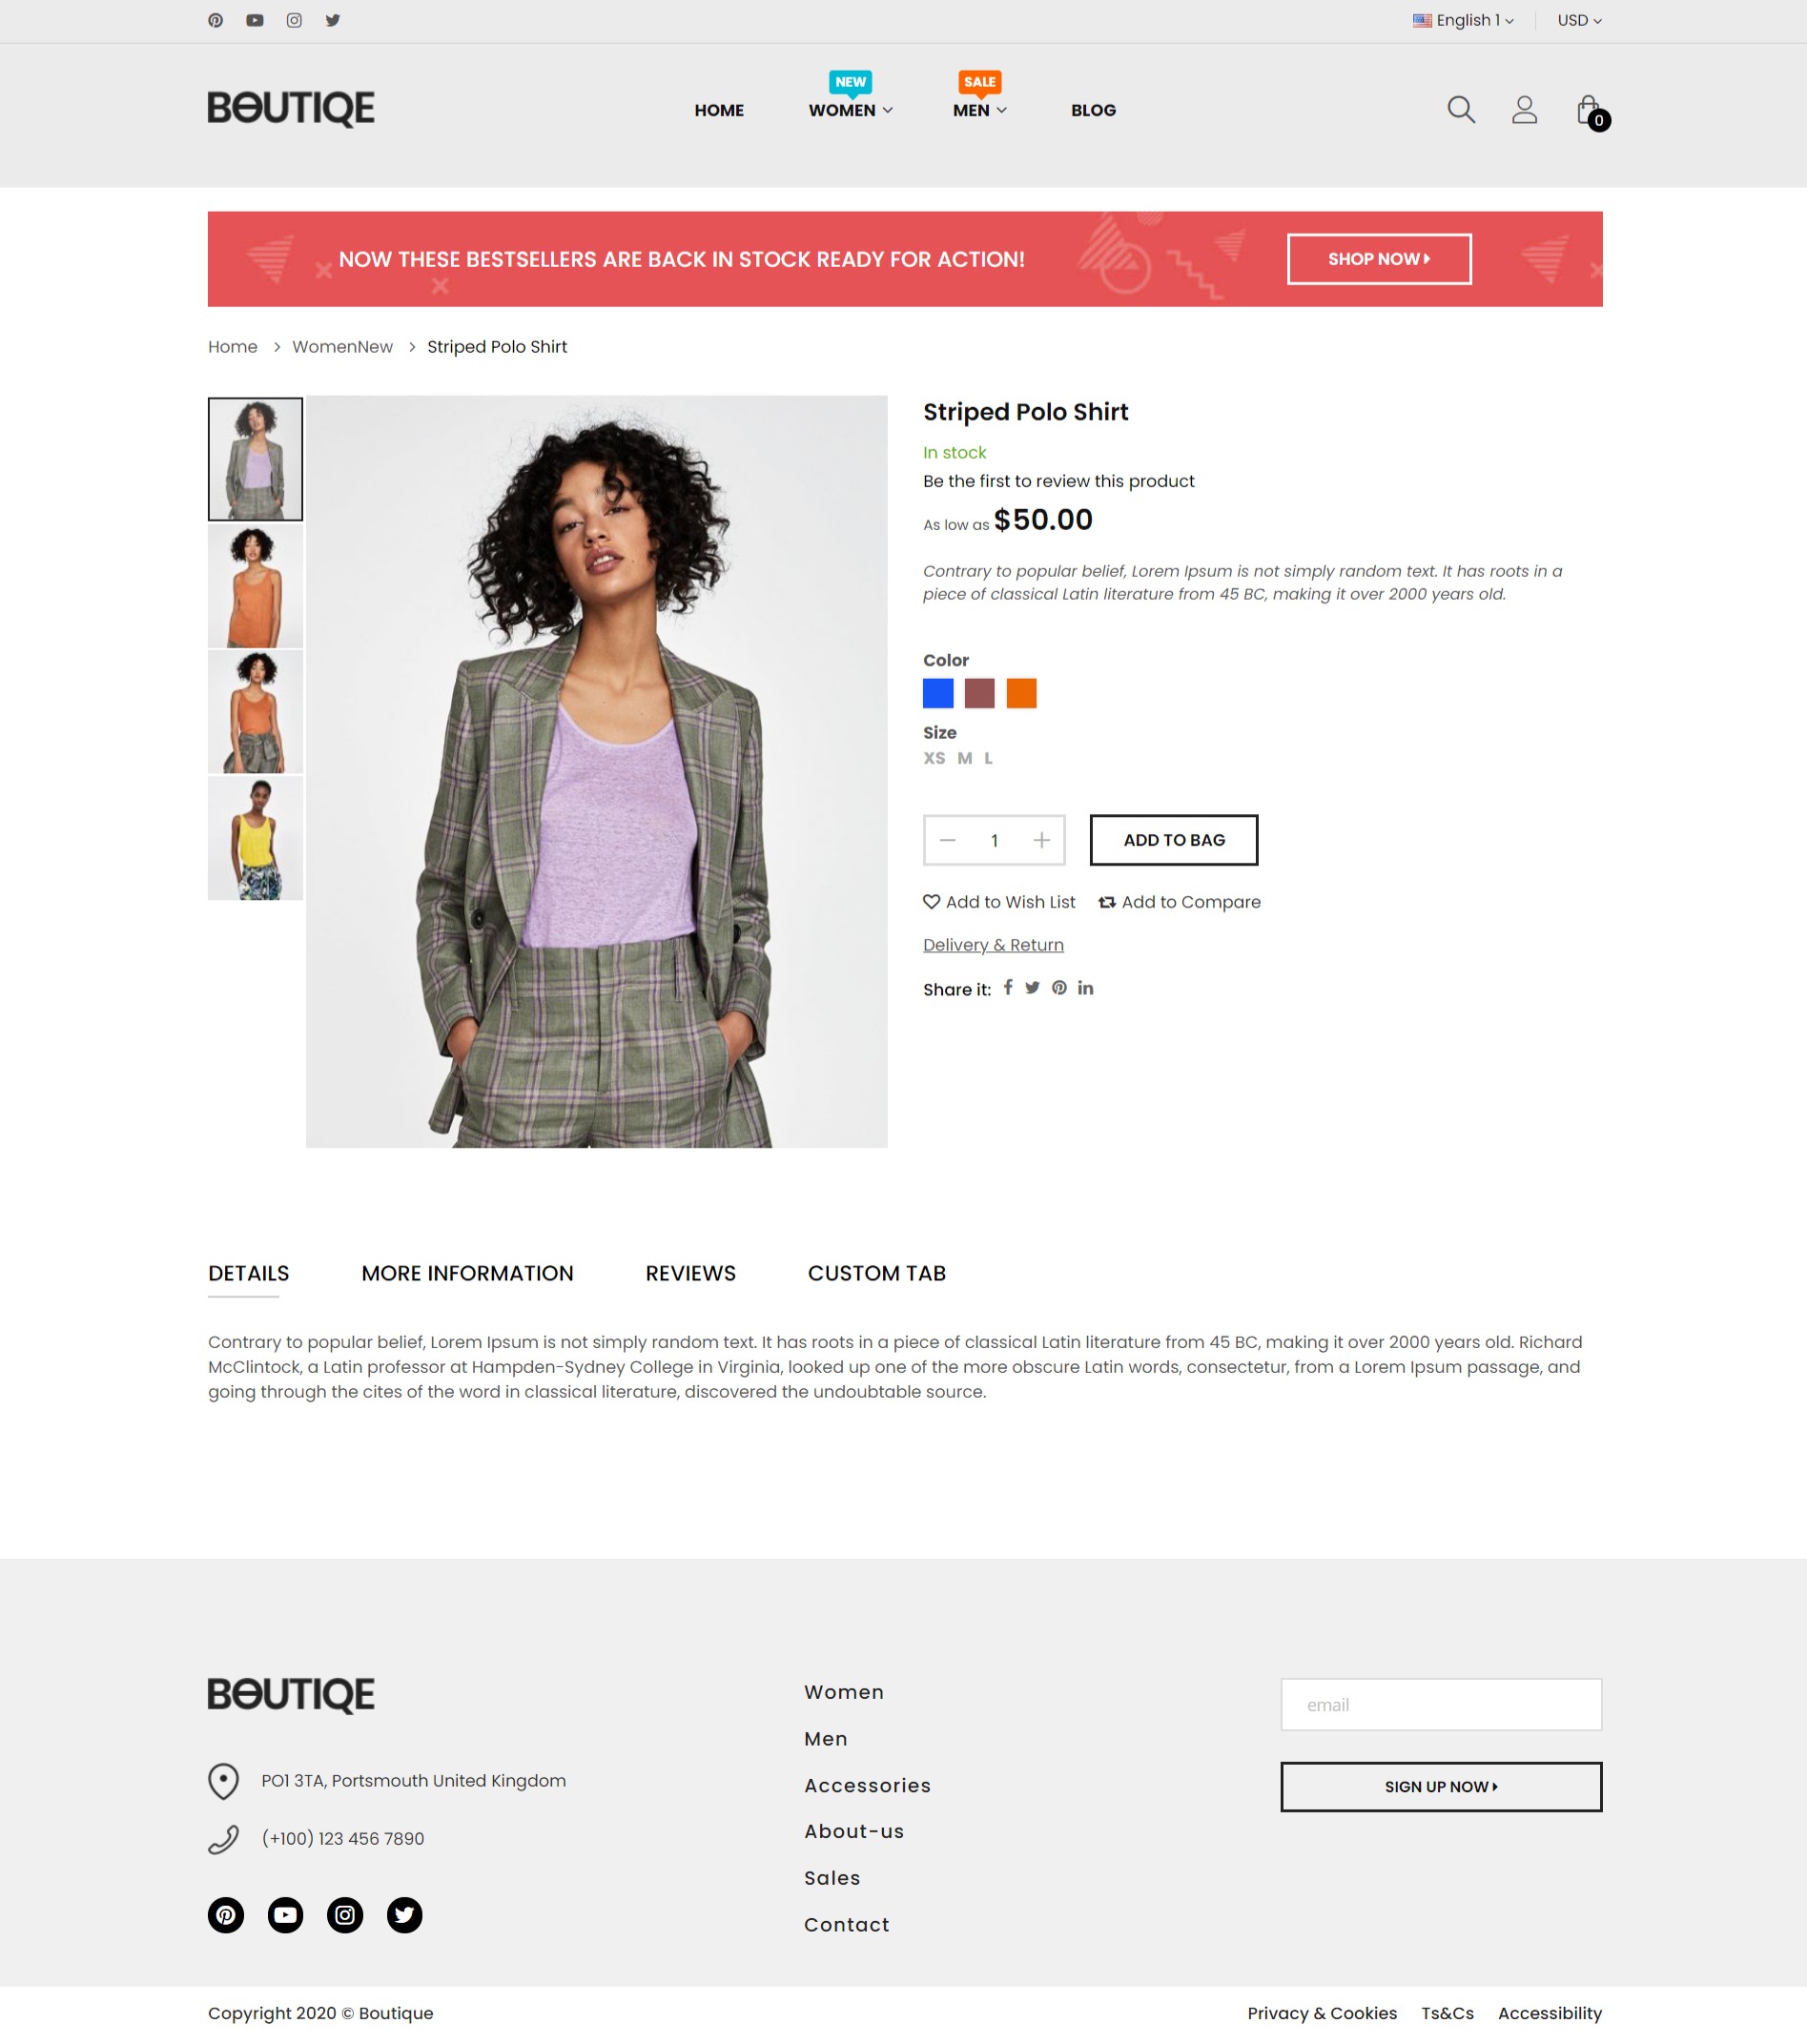 English 1
USD
BOUTIQE
HOME
NEW
WOMEN
SALE
MEN
BLOG
0
NOW THESE BESTSELLERS ARE BACK IN STOCK READY FOR ACTION!
SHOP NOW
Home > WomenNew > Striped Polo Shirt
Striped Polo Shirt
In stock
Be the first to review this product
As low as $50.00
Contrary to popular belief, Lorem Ipsum is not simply random text. It has roots in a
piece of classical Latin literature from 45 BC, making it over 2000 years old.
Color
Size
XS M L
1
ADD TO BAG
Add to Wish List
Add to Compare
Delivery & Return
Share it:
DETAILS
MORE INFORMATION
REVIEWS
CUSTOM TAB
Contrary to popular belief, Lorem Ipsum is not simply random text. It has roots in a piece of classical Latin literature from 45 BC, making it over 2000 years old. Richard
McClintock, a Latin professor at Hampden-Sydney College in Virginia, looked up one of the more obscure Latin words, consectetur, from a Lorem Ipsum passage, and
going through the cites of the word in classical literature, discovered the undoubtable source.
BOUTIQE
PO1 3TA, Portsmouth United Kingdom
(+100) 123 456 7890
Women
Men
Accessories
About-us
Sales
Contact
email
SIGN UP NOW
Copyright 2020 © Boutique
Privacy & Cookies
Ts&Cs
Accessibility